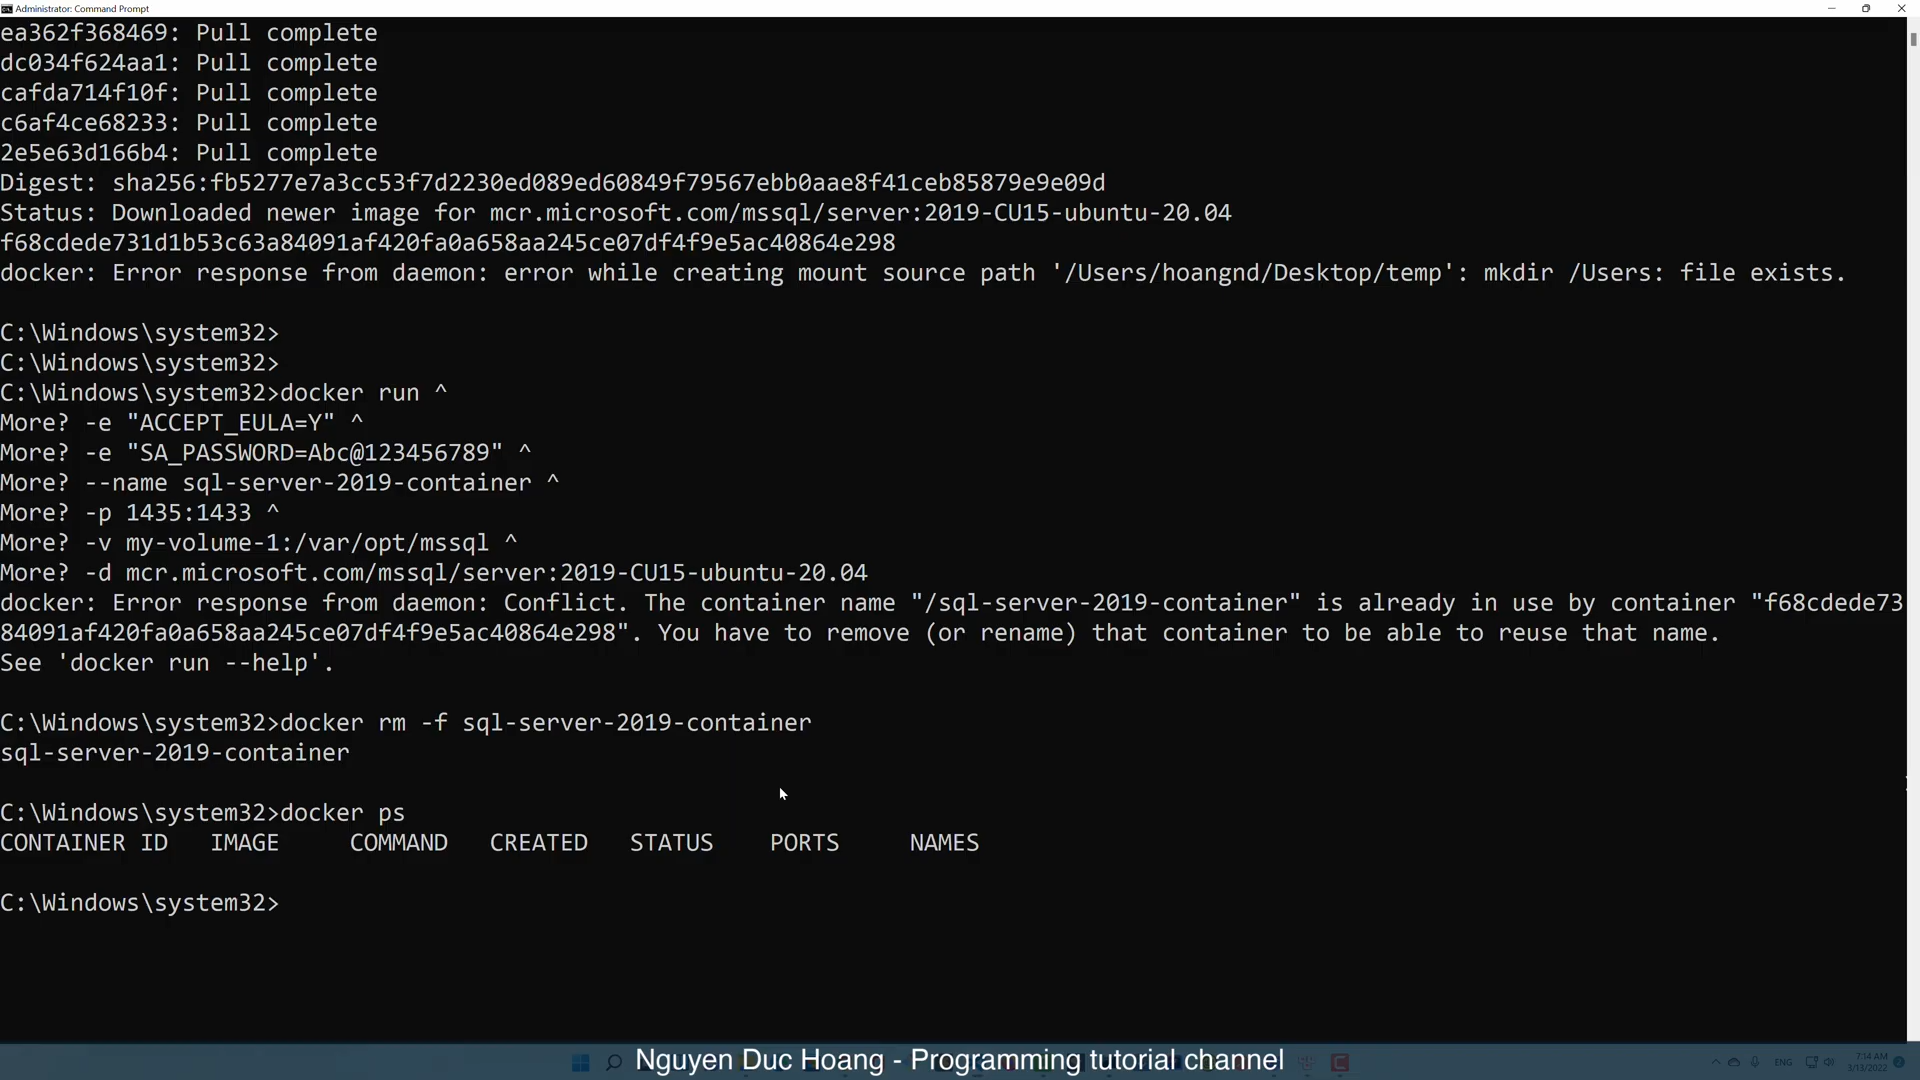 Administrator: Command Prompt
ea362f368469: Pull complete
dc034f624aa1: Pull complete
cafda714f10f: Pull complete
c6af4ce68233: Pull complete
2e5e63d166b4: Pull complete
Digest: sha256:fb5277e7a3cc53f7d2230ed089ed60849f79567ebb0aae8f41ceb85879e9e09d
Status: Downloaded newer image for mcr.microsoft.com/mssql/server:2019-CU15-ubuntu-20.04
f68cdede731d1b53c63a84091af420fa0a658aa245ce07df4f9e5ac40864e298
docker: Error response from daemon: error while creating mount source path '/Users/hoangnd/Desktop/temp': mkdir /Users: file exists.
C:\Windows\system32>
C:\Windows\system32>
C:\Windows\system32>docker run ^
More? -e "ACCEPT_EULA=Y" ^
More? -e "SA_PASSWORD=Abc@123456789" ^
More? --name sql-server-2019-container ^
More? -p 1435:1433 ^
More? -v my-volume-1:/var/opt/mssql ^
More? -d mcr.microsoft.com/mssql/server:2019-CU15-ubuntu-20.04
docker: Error response from daemon: Conflict. The container name "/sql-server-2019-container" is already in use by container "f68cdede73
84091af420fa0a658aa245ce07df4f9e5ac40864e298". You have to remove (or rename) that container to be able to reuse that name.
See 'docker run --help'.
C:\Windows\system32>docker rm -f sql-server-2019-container
sql-server-2019-container
C:\Windows\system32>docker ps
CONTAINER ID   IMAGE     COMMAND   CREATED   STATUS    PORTS     NAMES
C:\Windows\system32>
Nguyen Duc Hoang - Programming tutorial channel
ENG
7:14 AM
3/13/2022